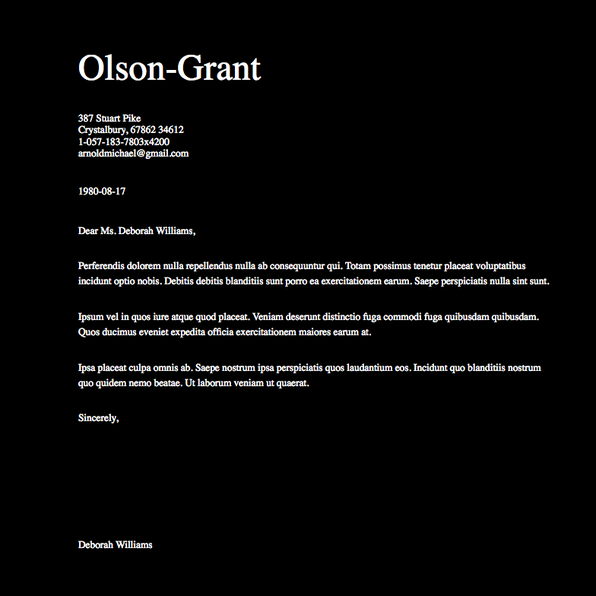 Olson-Grant
387 Stuart Pike
Crystalbury, 67862 34612
1-057-183-7803x4200
arnoldmichael@gmail.com
1980-08-17
Dear Ms. Deborah Williams,
Perferendis dolorem nulla repellendus nulla ab consequuntur qui. Totam possimus tenetur placeat voluptatibus
incidunt optio nobis. Debitis debitis blanditiis sunt porro ea exercitationem earum. Saepe perspiciatis nulla sint sunt.
Ipsum vel in quos iure atque quod placeat. Veniam deserunt distinctio fuga commodi fuga quibusdam quibusdam.
Quos ducimus eveniet expedita officia exercitationem maiores earum at.
Ipsa placeat culpa omnis ab. Saepe nostrum ipsa perspiciatis quos laudantium eos. Incidunt quo blanditiis nostrum
quo quidem nemo beatae. Ut laborum veniam ut quaerat.
Sincerely,
Deborah Williams